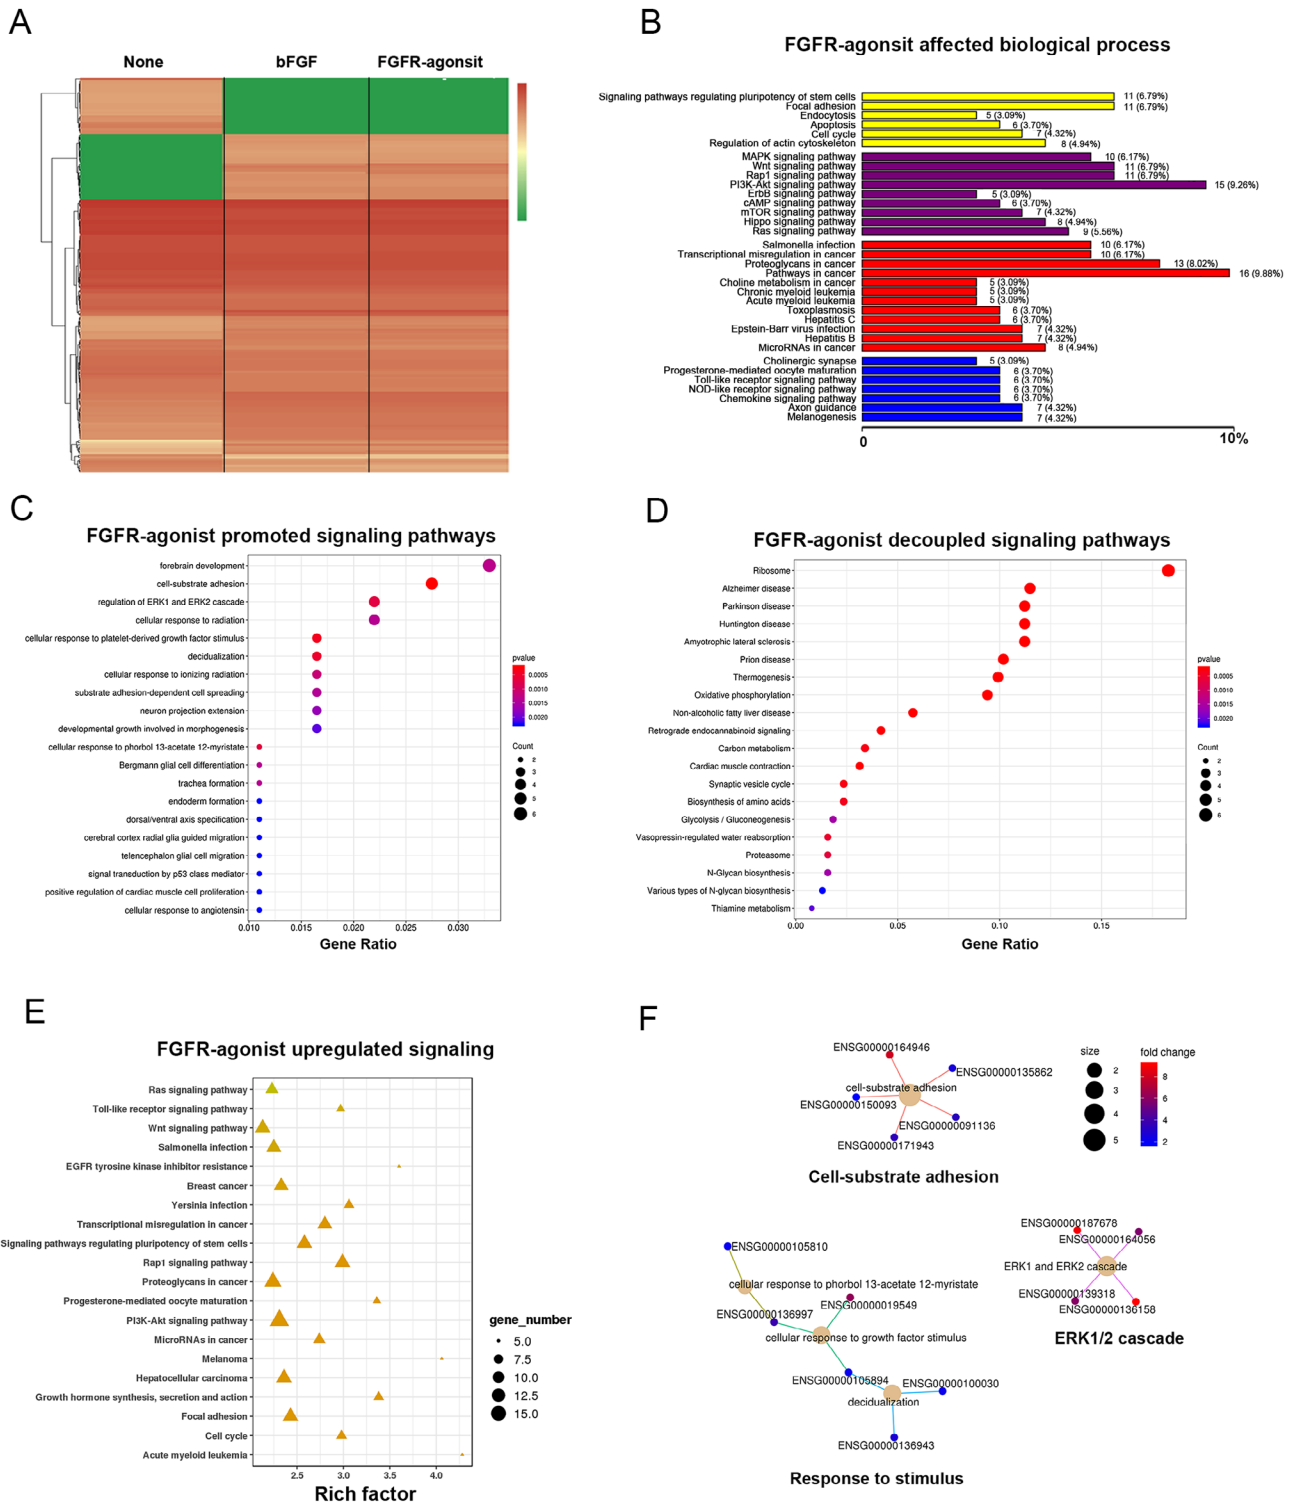 A
None
bFGF
FGFR-agonsit
B
FGFR-agonsit affected biological process
Signaling pathways regulating pluripotency of stem cells 11 (6.79%)
Focal adhesion 11 (6.79%)
Endocytosis 5 (3.09%)
Apoptosis 6 (3.70%)
Cell cycle 7 (4.32%)
Regulation of actin cytoskeleton 8 (4.94%)
MAPK signaling pathway 10 (6.17%)
Wnt signaling pathway 11 (6.79%)
Rap1 signaling pathway 11 (6.79%)
PI3K-Akt signaling pathway 15 (9.26%)
ErbB signaling pathway 5 (3.09%)
cAMP signaling pathway 6 (3.70%)
mTOR signaling pathway 7 (4.32%)
Hippo signaling pathway 8 (4.94%)
Ras signaling pathway 9 (5.56%)
Salmonella infection 10 (6.17%)
Transcriptional misregulation in cancer 10 (6.17%)
Proteoglycans in cancer 13 (8.02%)
Pathways in cancer 16 (9.88%)
Choline metabolism in cancer 5 (3.09%)
Chronic myeloid leukemia 5 (3.09%)
Acute myeloid leukemia 5 (3.09%)
Toxoplasmosis 6 (3.70%)
Hepatitis C 6 (3.70%)
Epstein-Barr virus infection 7 (4.32%)
Hepatitis B 7 (4.32%)
MicroRNAs in cancer 8 (4.94%)
Cholinergic synapse 5 (3.09%)
Progesterone-mediated oocyte maturation 6 (3.70%)
Toll-like receptor signaling pathway 6 (3.70%)
NOD-like receptor signaling pathway 6 (3.70%)
Chemokine signaling pathway 6 (3.70%)
Axon guidance 7 (4.32%)
Melanogenesis 7 (4.32%)
0 10%
C
FGFR-agonist promoted signaling pathways
forebrain development
cell-substrate adhesion
regulation of ERK1 and ERK2 cascade
cellular response to radiation
cellular response to platelet-derived growth factor stimulus
decidualization
cellular response to ionizing radiation
substrate adhesion-dependent cell spreading
neuron projection extension
developmental growth involved in morphogenesis
cellular response to phorbol 13-acetate 12-myristate
Bergmann glial cell differentiation
trachea formation
endoderm formation
dorsal/ventral axis specification
cerebral cortex radial glia guided migration
telencephalon glial cell migration
signal transduction by p53 class mediator
positive regulation of cardiac muscle cell proliferation
cellular response to angiotensin
0.010 0.015 0.020 0.025 0.030
Gene Ratio
pvalue
0.0005
0.0010
0.0015
0.0020
Count
2
3
4
5
6
D
FGFR-agonist decoupled signaling pathways
Ribosome
Alzheimer disease
Parkinson disease
Huntington disease
Amyotrophic lateral sclerosis
Prion disease
Thermogenesis
Oxidative phosphorylation
Non-alcoholic fatty liver disease
Retrograde endocannabinoid signaling
Carbon metabolism
Cardiac muscle contraction
Synaptic vesicle cycle
Biosynthesis of amino acids
Glycolysis / Gluconeogenesis
Vasopressin-regulated water reabsorption
Proteasome
N-Glycan biosynthesis
Various types of N-glycan biosynthesis
Thiamine metabolism
0.00 0.05 0.10 0.15
Gene Ratio
pvalue
0.0005
0.0010
0.0015
0.0020
Count
2
3
4
5
6
E
FGFR-agonist upregulated signaling
Ras signaling pathway
Toll-like receptor signaling pathway
Wnt signaling pathway
Salmonella infection
EGFR tyrosine kinase inhibitor resistance
Breast cancer
Yersinia infection
Transcriptional misregulation in cancer
Signaling pathways regulating pluripotency of stem cells
Rap1 signaling pathway
Proteoglycans in cancer
Progesterone-mediated oocyte maturation
PI3K-Akt signaling pathway
MicroRNAs in cancer
Melanoma
Hepatocellular carcinoma
Growth hormone synthesis, secretion and action
Focal adhesion
Cell cycle
Acute myeloid leukemia
2.5 3.0 3.5 4.0
Rich factor
gene_number
5.0
7.5
10.0
12.5
15.0
F
ENSG00000164946
ENSG00000135862
cell-substrate adhesion
ENSG00000150093
ENSG00000091136
ENSG00000171943
Cell-substrate adhesion
size
2
3
4
5
fold change
8
6
4
2
ENSG00000187678
ENSG00000164056
ERK1 and ERK2 cascade
ENSG00000139318
ENSG00000136158
ERK1/2 cascade
ENSG00000105810
cellular response to phorbol 13-acetate 12-myristate
ENSG00000019549
ENSG00000136997
cellular response to growth factor stimulus
ENSG00000105894
ENSG00000100030
decidualization
ENSG00000136943
Response to stimulus